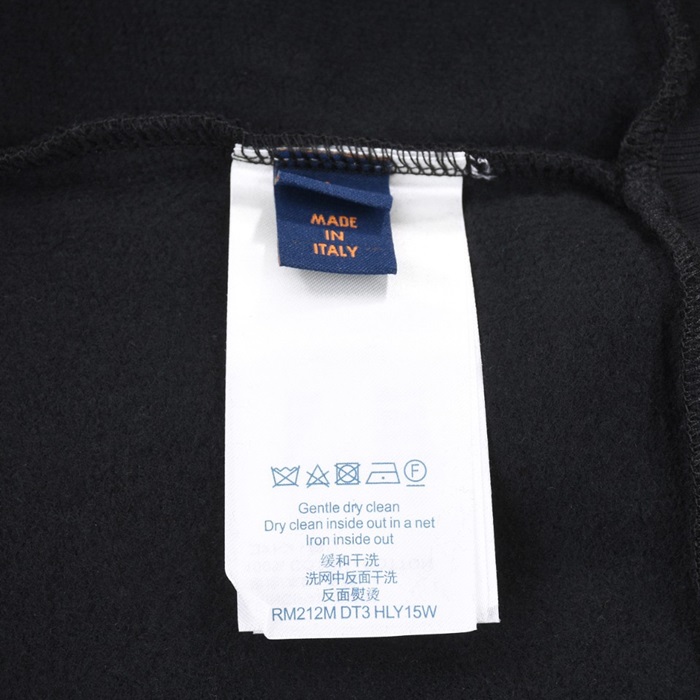 MADE
IN
ITALY
Gentle dry clean
Dry clean inside out in a net
Iron inside out
缓和干洗
洗网中反面干洗
反面熨烫
RM212M DT3 HLY15W